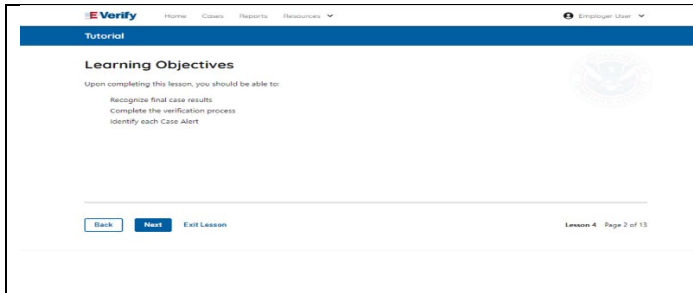 E-Verify Home Cases Reports Resources Employer User
Tutorial
Learning Objectives
Upon completing this lesson, you should be able to:
Recognize final case results
Complete the verification process
Identify each Case Alert
Back Next Exit Lesson Lesson 4 Page 2 of 13